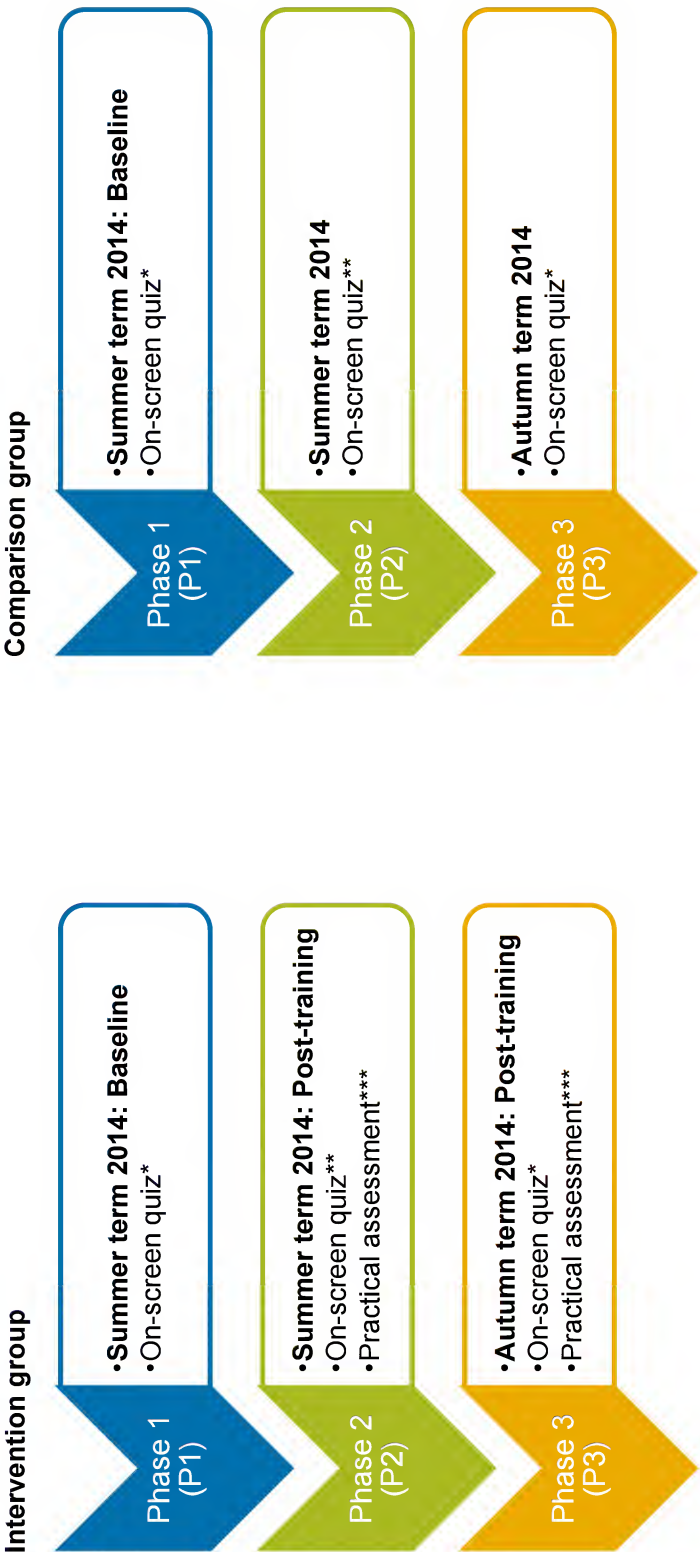 Intervention group
Phase 1
(P1)
•Summer term 2014: Baseline
•On-screen quiz*
Phase 2
(P2)
•Summer term 2014: Post-training
•On-screen quiz**
•Practical assessment***
Phase 3
(P3)
•Autumn term 2014: Post-training
•On-screen quiz*
•Practical assessment***
Comparison group
Phase 1
(P1)
•Summer term 2014: Baseline
•On-screen quiz*
Phase 2
(P2)
•Summer term 2014
•On-screen quiz**
Phase 3
(P3)
•Autumn term 2014
•On-screen quiz*